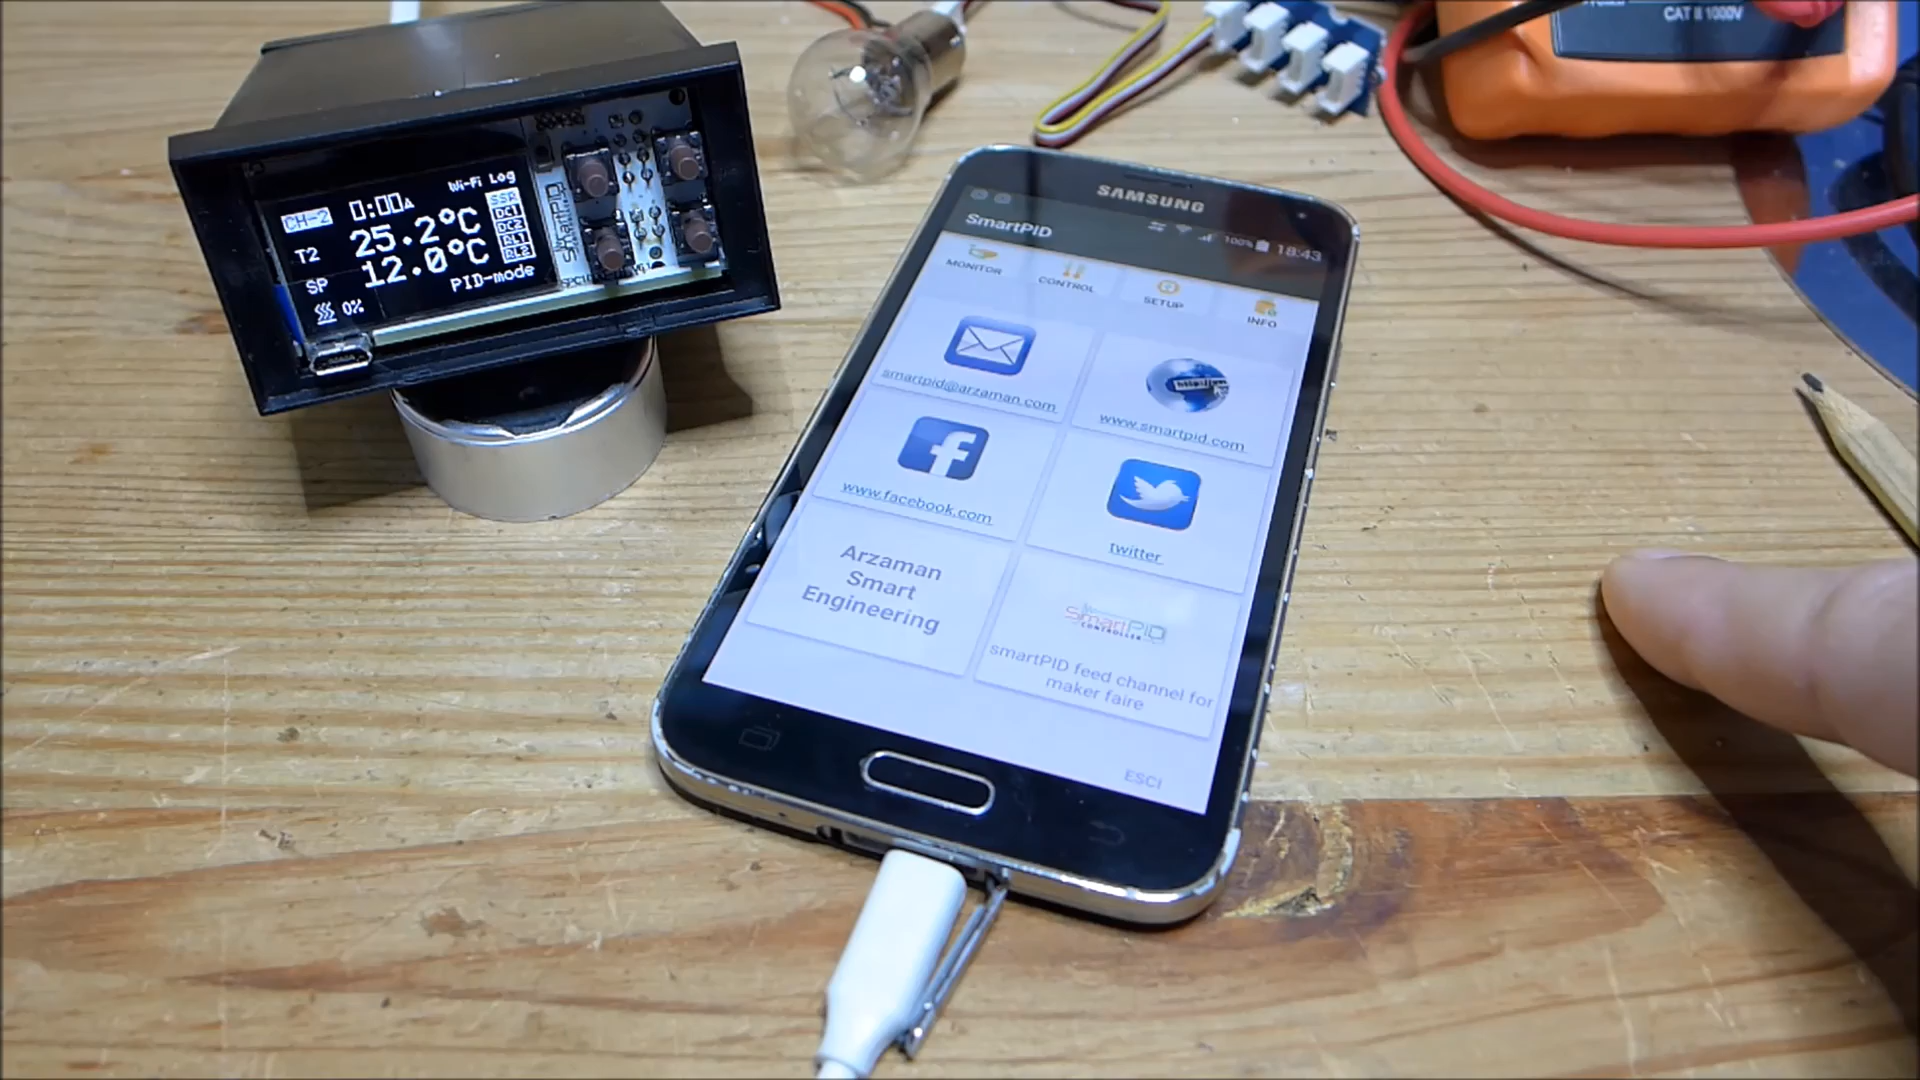 Wi-Fi Log
CH-2
0:00A
SSR
T2
25.2°C
DC1
DC2
SP
12.0°C
RL1
RL2
0%
PID-mode
SmartPID
CAT II 1000V
SAMSUNG
SmartPID
100%
18:43
MONITOR
CONTROL
SETUP
INFO
smartpid@arzaman.com
http://
www.smartpid.com
www.facebook.com
twitter
Arzaman
Smart
Engineering
SmartPID
CONTROLLER
smartPID feed channel for
maker faire
ESCI